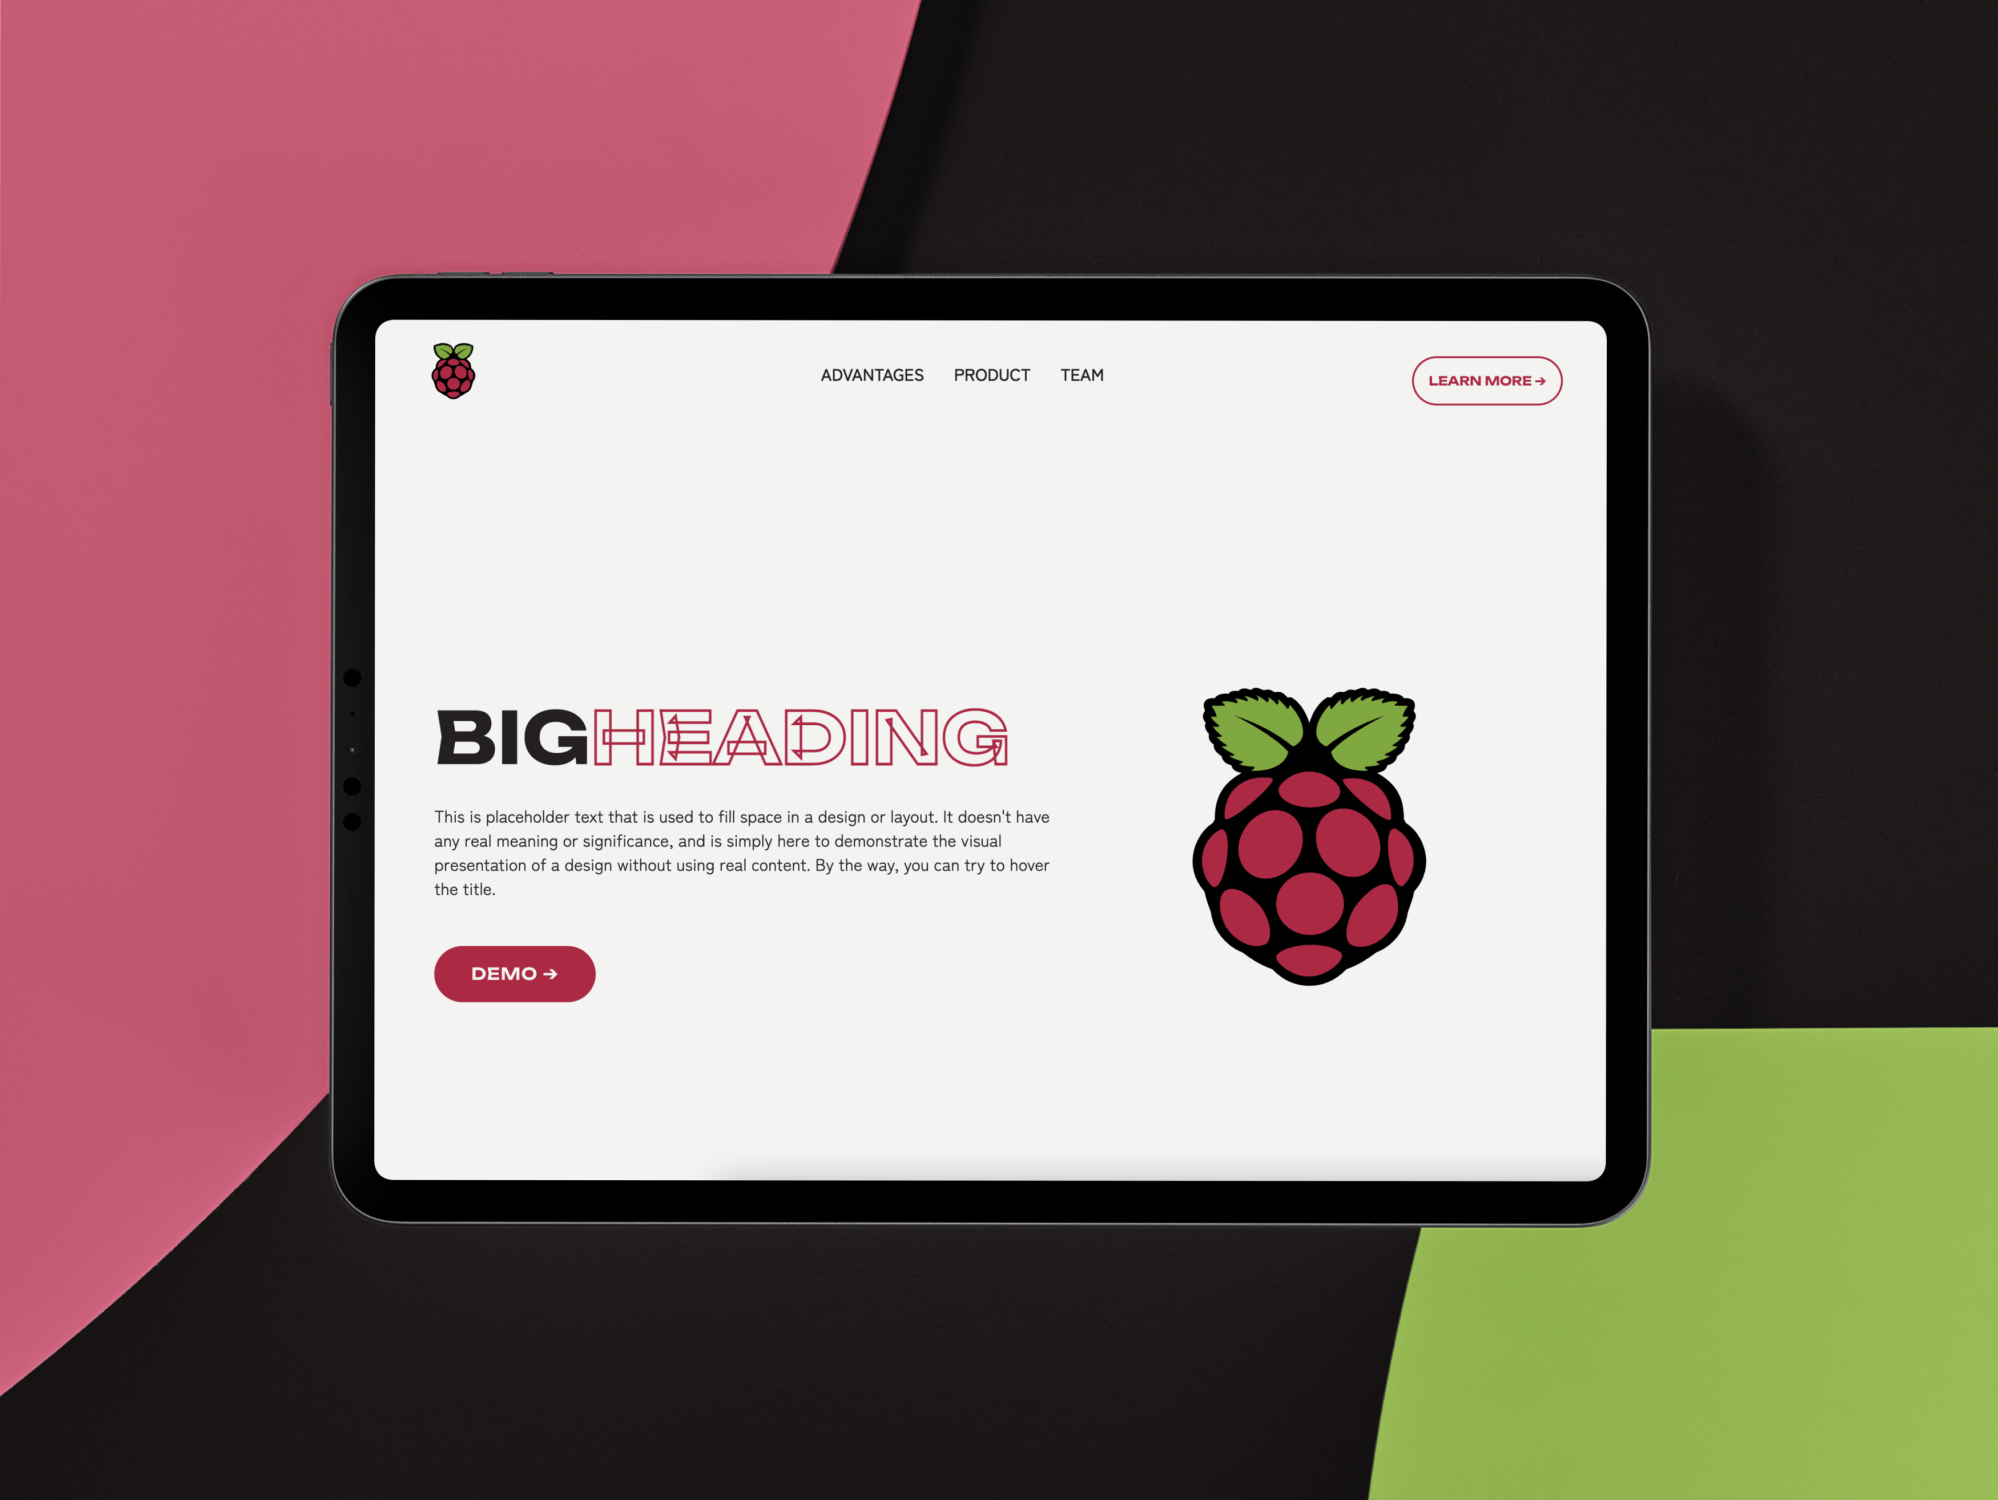 ADVANTAGES PRODUCT TEAM
LEARN MORE →
BIGHEADING
This is placeholder text that is used to fill space in a design or layout. It doesn't have
any real meaning or significance, and is simply here to demonstrate the visual
presentation of a design without using real content. By the way, you can try to hover
the title.
DEMO →